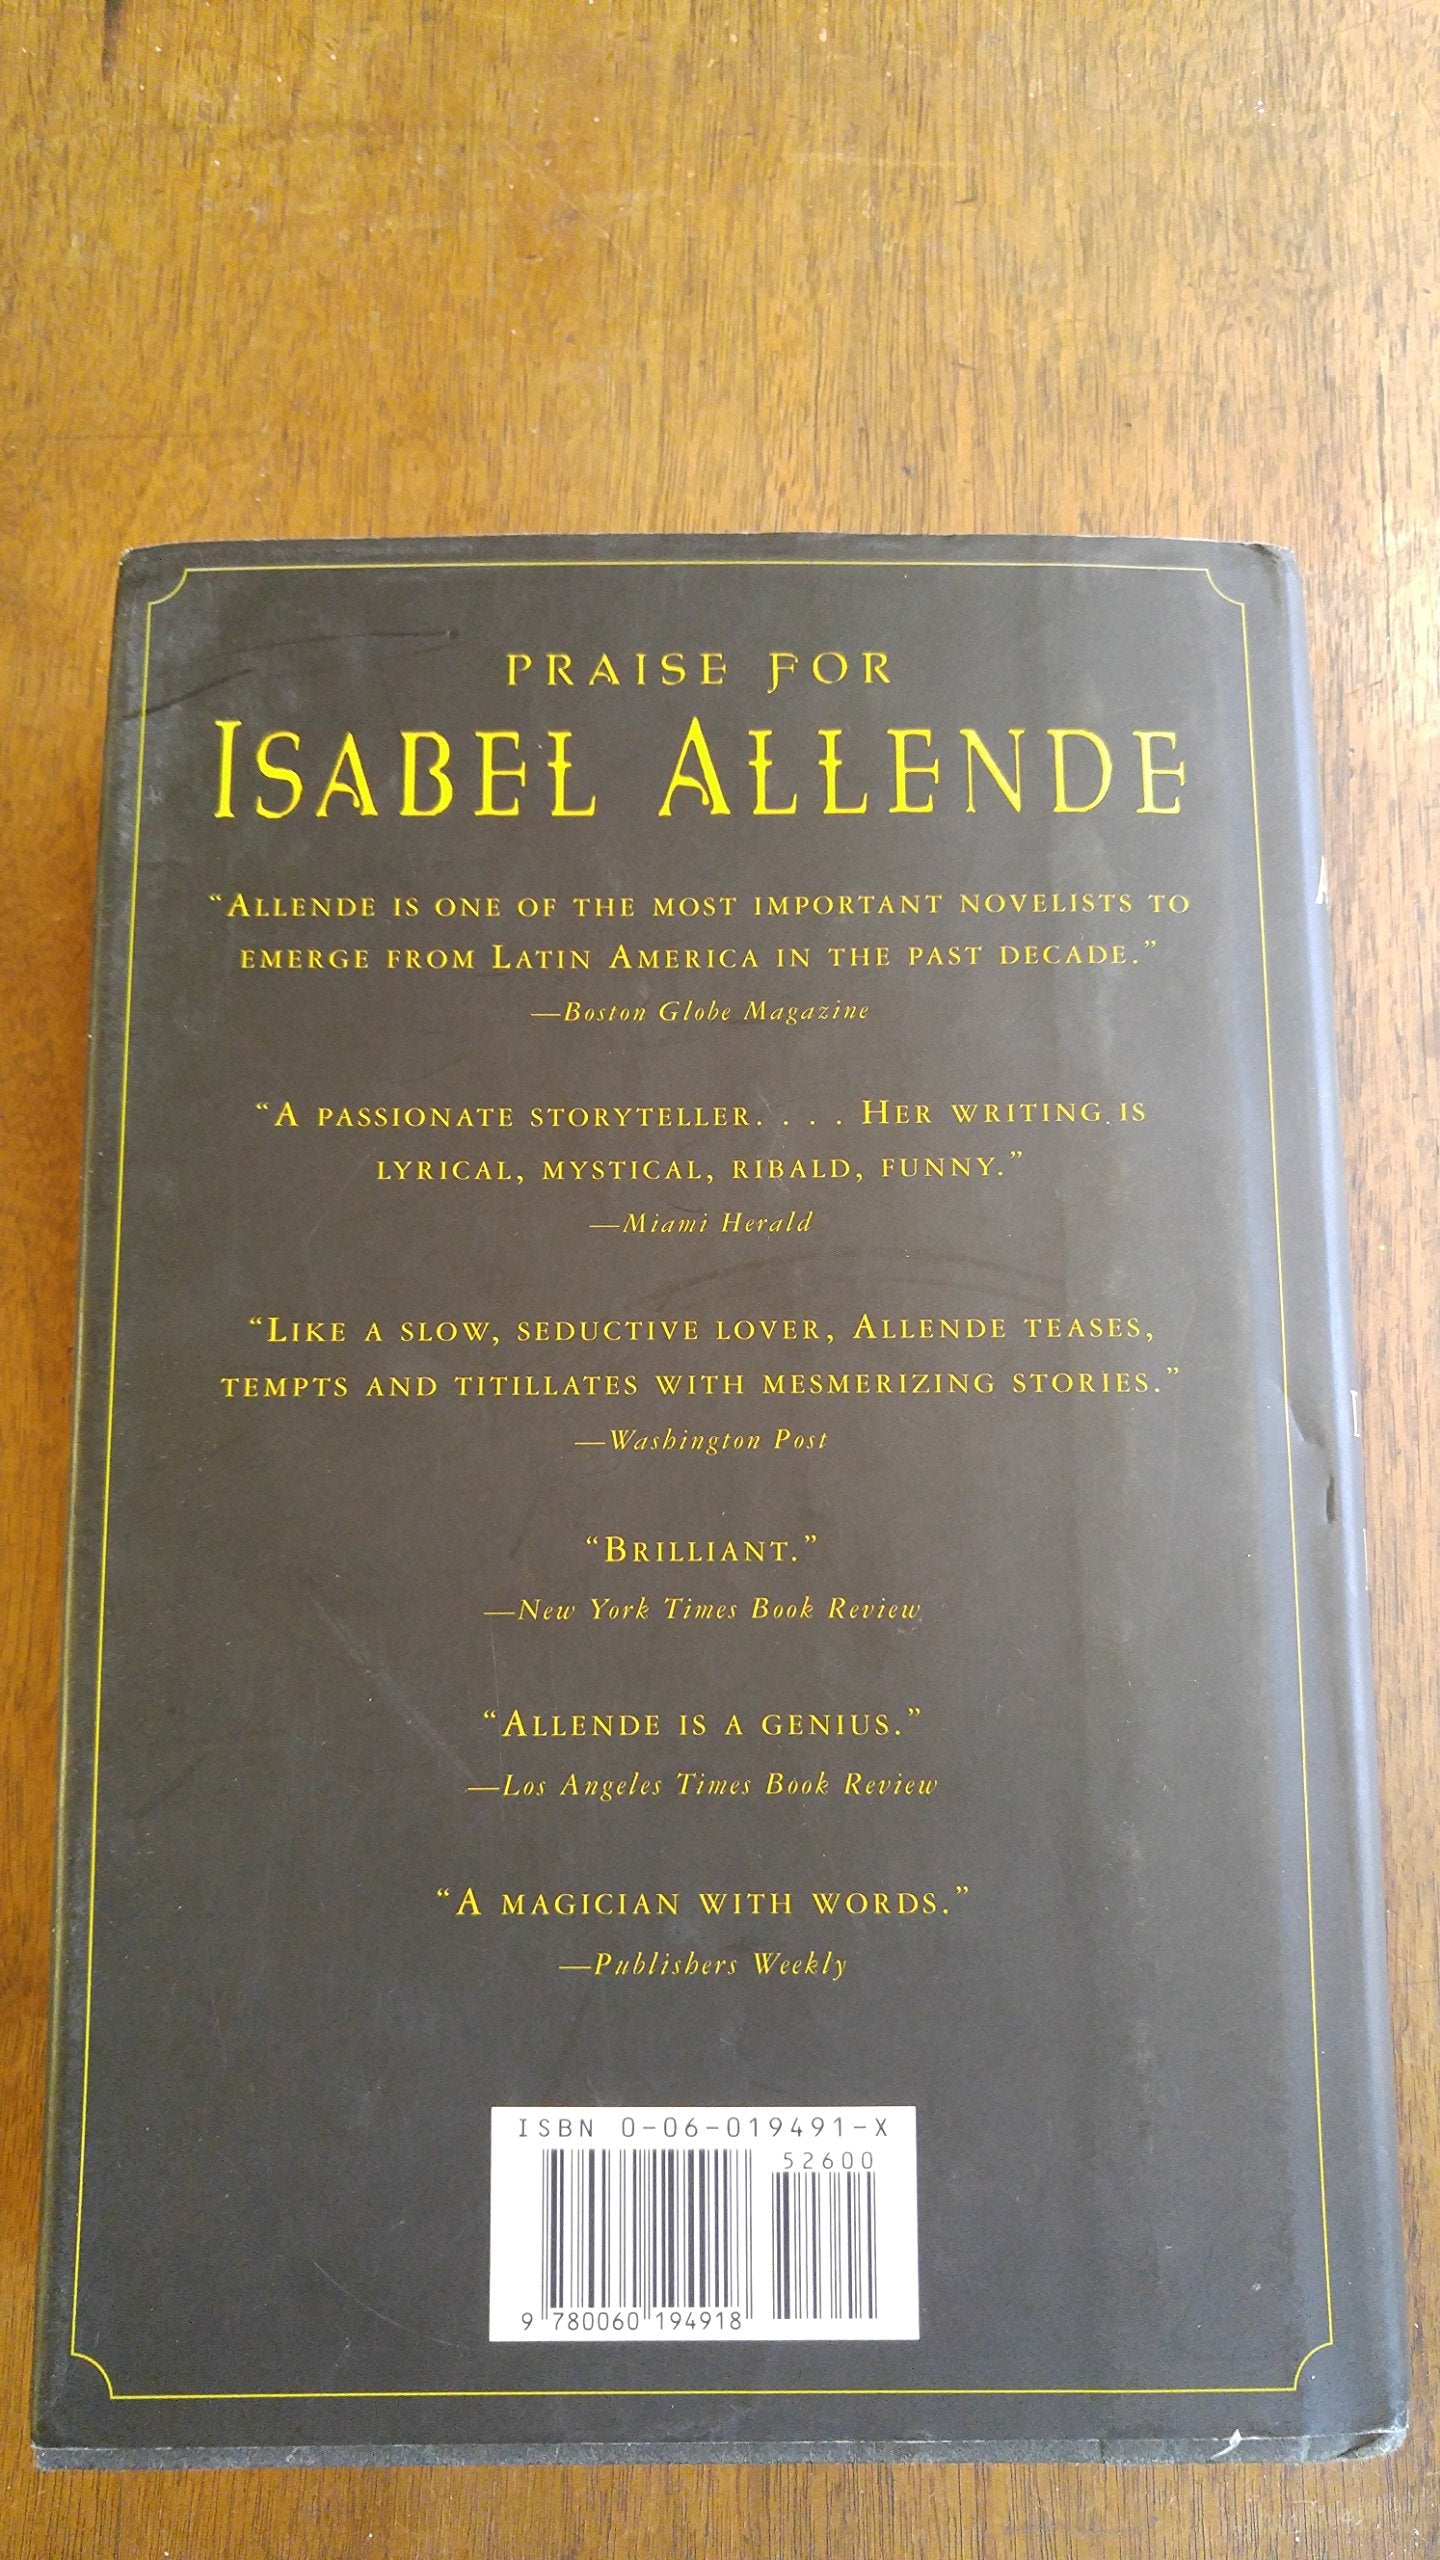 PRAISE FOR
ISABEL ALLENDE
“ALLENDE IS ONE OF THE MOST IMPORTANT NOVELISTS TO
EMERGE FROM LATIN AMERICA IN THE PAST DECADE.”
—Boston Globe Magazine
“A PASSIONATE STORYTELLER. . . . HER WRITING IS
LYRICAL, MYSTICAL, RIBALD, FUNNY.”
—Miami Herald
“LIKE A SLOW, SEDUCTIVE LOVER, ALLENDE TEASES,
TEMPTS AND TITILLATES WITH MESMERIZING STORIES.”
—Washington Post
“BRILLIANT.”
—New York Times Book Review
“ALLENDE IS A GENIUS.”
—Los Angeles Times Book Review
“A MAGICIAN WITH WORDS.”
—Publishers Weekly
ISBN 0-06-019491-X
52600
9 780060 194918